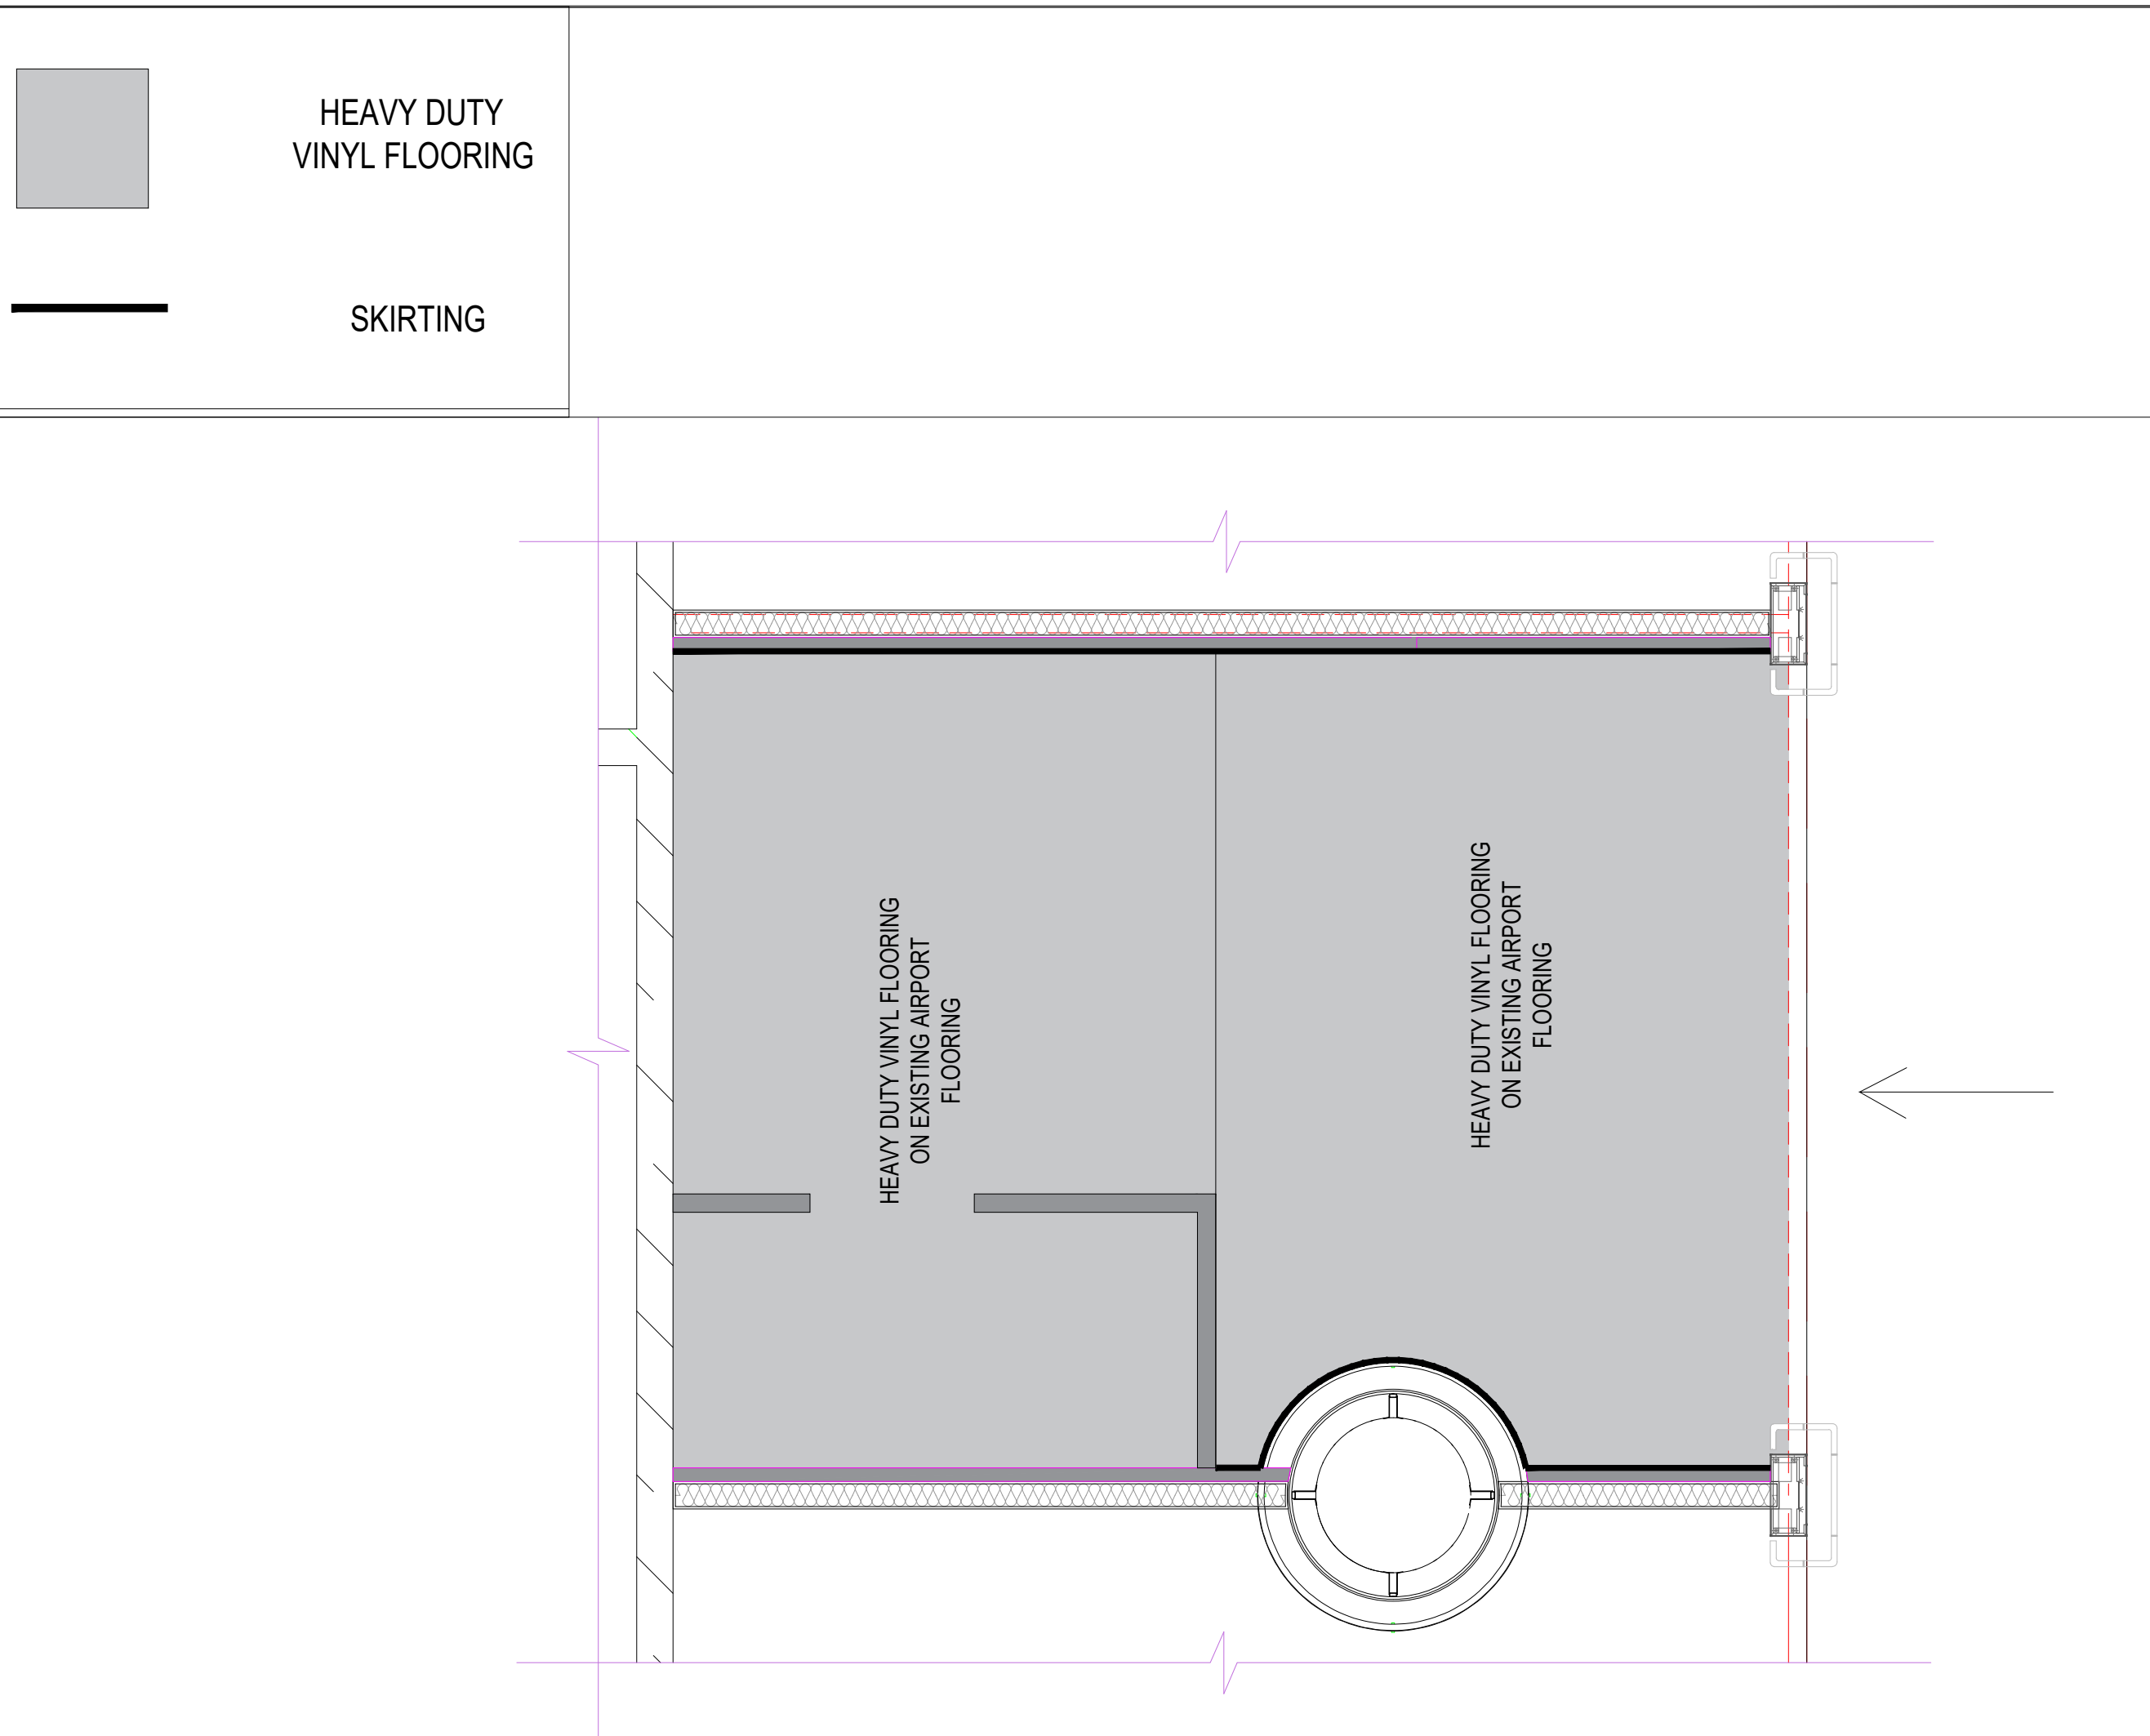 HEAVY DUTY
VINYL FLOORING
SKIRTING
HEAVY DUTY VINYL FLOORING
ON EXISTING AIRPORT
FLOORING
HEAVY DUTY VINYL FLOORING
ON EXISTING AIRPORT
FLOORING